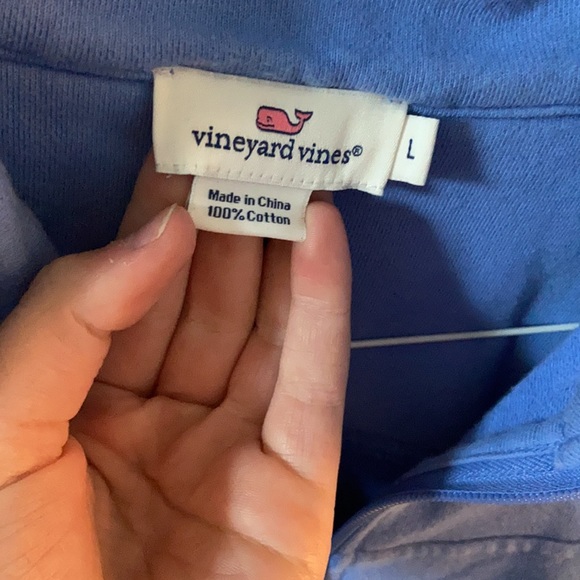 vineyard vines®
L
Made in China
100% Cotton